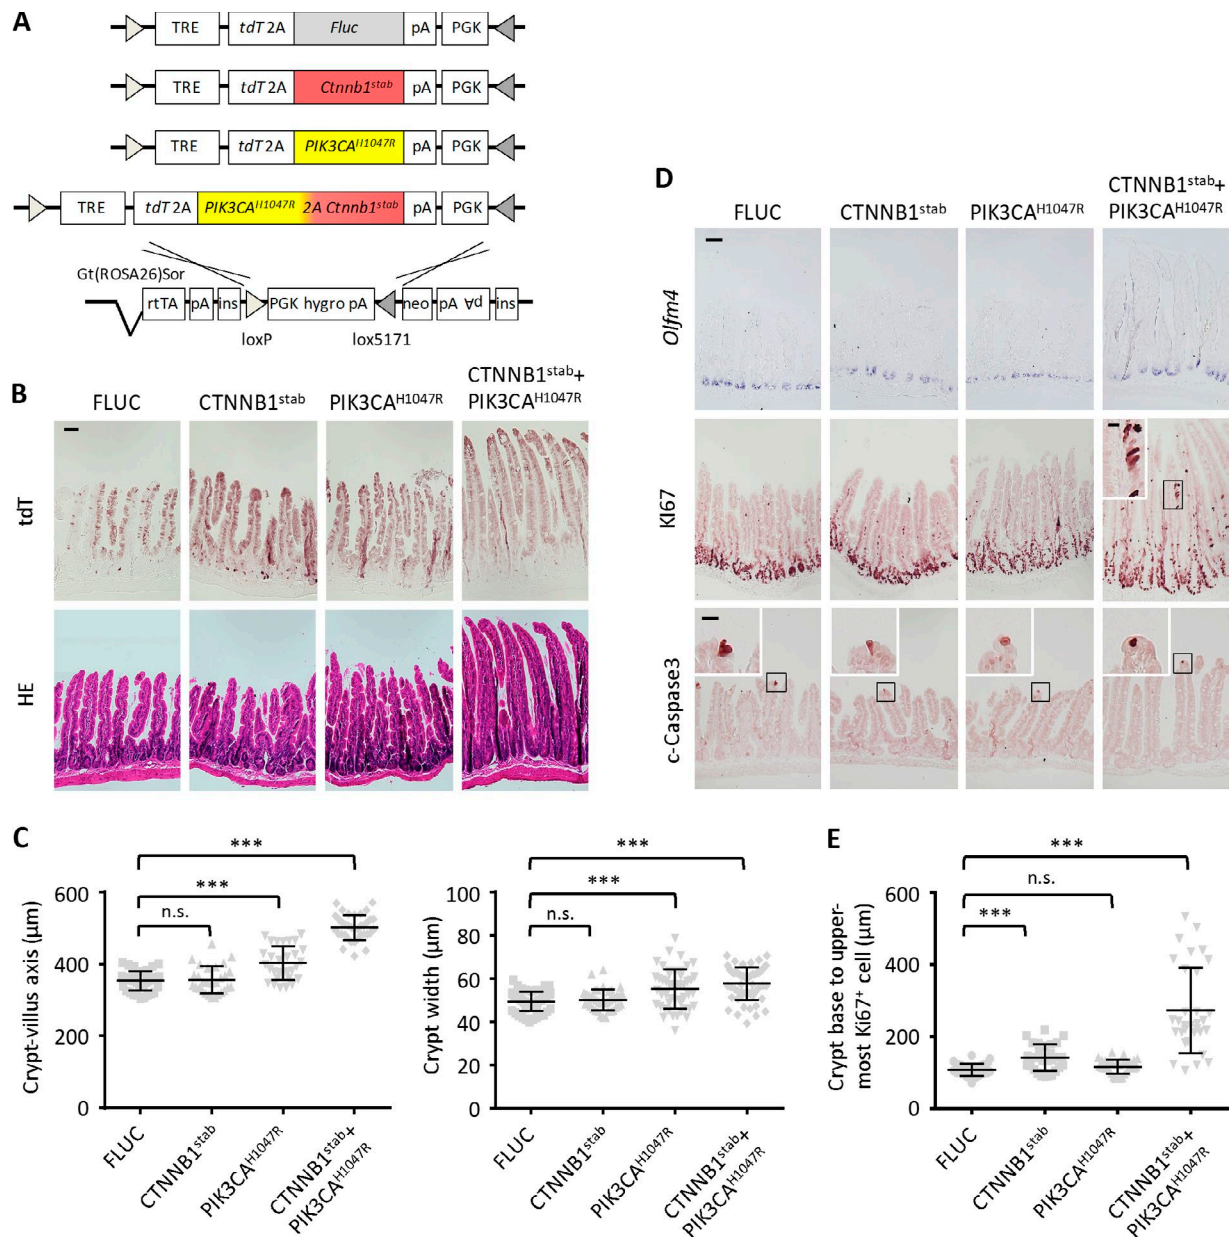 A
TRE tdT 2A Fluc pA PGK
TRE tdT 2A Ctnnb1stab pA PGK
TRE tdT 2A PIK3CAH1047R pA PGK
TRE tdT 2A PIK3CAH1047R 2A Ctnnb1stab pA PGK
Gt(ROSA26)Sor
rtTA pA ins PGK hygro pA neo pA pA ins
loxP lox5171
B
FLUC CTNNB1stab PIK3CAH1047R CTNNB1stab+
PIK3CAH1047R
tdT
HE
D
FLUC CTNNB1stab PIK3CAH1047R CTNNB1stab+
PIK3CAH1047R
Olfm4
KI67
c-Caspase3
C
***
***
n.s.
Crypt-villus axis (µm)
600
400
200
0
FLUC
CTNNB1stab
PIK3CAH1047R
CTNNB1stab+
PIK3CAH1047R
***
***
n.s.
Crypt width (µm)
100
80
60
40
20
0
FLUC
CTNNB1stab
PIK3CAH1047R
CTNNB1stab+
PIK3CAH1047R
E
***
n.s.
***
Crypt base to upper-
most Ki67+ cell (µm)
600
400
200
0
FLUC
CTNNB1stab
PIK3CAH1047R
CTNNB1stab+
PIK3CAH1047R